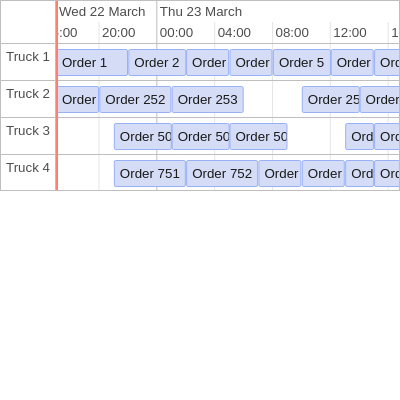 Wed 22 March Thu 23 March
:00 20:00 00:00 04:00 08:00 12:00 1
Truck 1 Order 1 Order 2 Order Order Order 5 Order Ord
Truck 2 Order Order 252 Order 253 Order 25 Order
Truck 3 Order 50 Order 50 Order 50 Ord Ord
Truck 4 Order 751 Order 752 Order Order Ord Ord